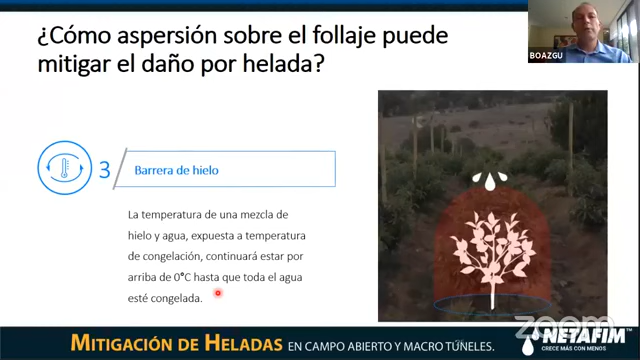 ¿Cómo aspersión sobre el follaje puede
mitigar el daño por helada?
BOAZGU
3
Barrera de hielo
La temperatura de una mezcla de
hielo y agua, expuesta a temperatura
de congelación, continuará estar por
arriba de 0°C hasta que toda el agua
esté congelada.
zoom
MITIGACIÓN DE HELADAS EN CAMPO ABIERTO Y MACRO TÚNELES.
NETAFIM
CRECE MÁS CON MENOS